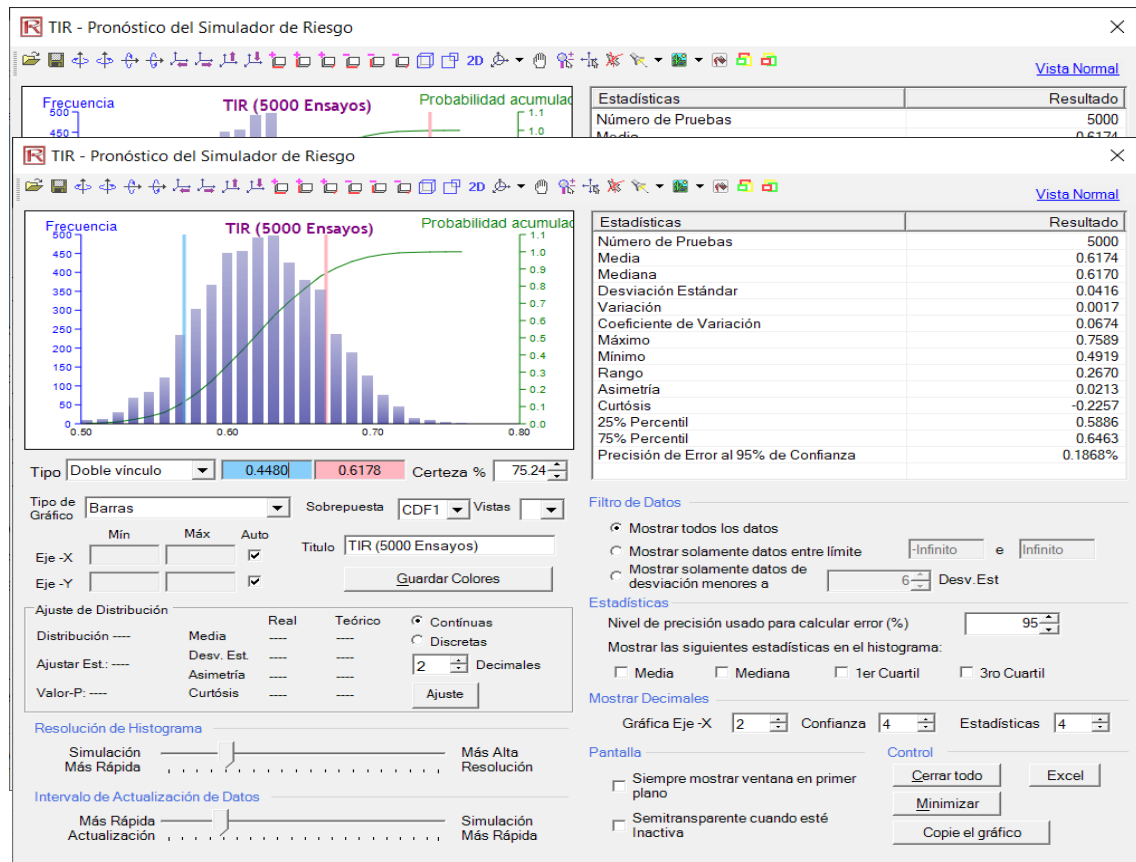 TIR - Pronóstico del Simulador de Riesgo
2D
Vista Normal
Frecuencia TIR (5000 Ensayos) Probabilidad acumulad
500 1.1
450 1.0
Estadísticas Resultado
Número de Pruebas 5000
Media 0.6174
TIR - Pronóstico del Simulador de Riesgo
2D
Vista Normal
Frecuencia TIR (5000 Ensayos) Probabilidad acumulad
500 1.1
450 1.0
400 0.9
350 0.8
300 0.7
250 0.6
200 0.5
150 0.4
100 0.3
50 0.2
0 0.1
0.0
0.50 0.60 0.70 0.80
Estadísticas Resultado
Número de Pruebas 5000
Media 0.6174
Mediana 0.6170
Desviación Estándar 0.0416
Variación 0.0017
Coeficiente de Variación 0.0674
Máximo 0.7589
Mínimo 0.4919
Rango 0.2670
Asimetría 0.0213
Curtósis -0.2257
25% Percentil 0.5886
75% Percentil 0.6463
Precisión de Error al 95% de Confianza 0.1868%
Tipo Doble vínculo 0.4480 0.6178 Certeza % 75.24
Tipo de Gráfico Barras Sobrepuesta CDF1 Vistas
Mín Máx Auto
Eje -X
Eje -Y
Titulo TIR (5000 Ensayos)
Guardar Colores
Ajuste de Distribución
Real Teórico
Distribución ---- Media ---- ----
Desv. Est. ---- ----
Ajustar Est.: ---- Asimetría ---- ----
Valor-P: ---- Curtósis ---- ----
Contínuas
Discretas
2 Decimales
Ajuste
Resolución de Histograma
Simulación Más Rápida
Más Alta Resolución
Intervalo de Actualización de Datos
Más Rápida Actualización
Simulación Más Rápida
Filtro de Datos
Mostrar todos los datos
Mostrar solamente datos entre límite -Infinito e Infinito
Mostrar solamente datos de
desviación menores a 6 Desv.Est
Estadísticas
Nivel de precisión usado para calcular error (%) 95
Mostrar las siguientes estadísticas en el histograma:
Media Mediana 1er Cuartil 3ro Cuartil
Mostrar Decimales
Gráfica Eje -X 2 Confianza 4 Estadísticas 4
Pantalla
Siempre mostrar ventana en primer
plano
Semitransparente cuando esté
Inactiva
Control
Cerrar todo Excel
Minimizar
Copie el gráfico